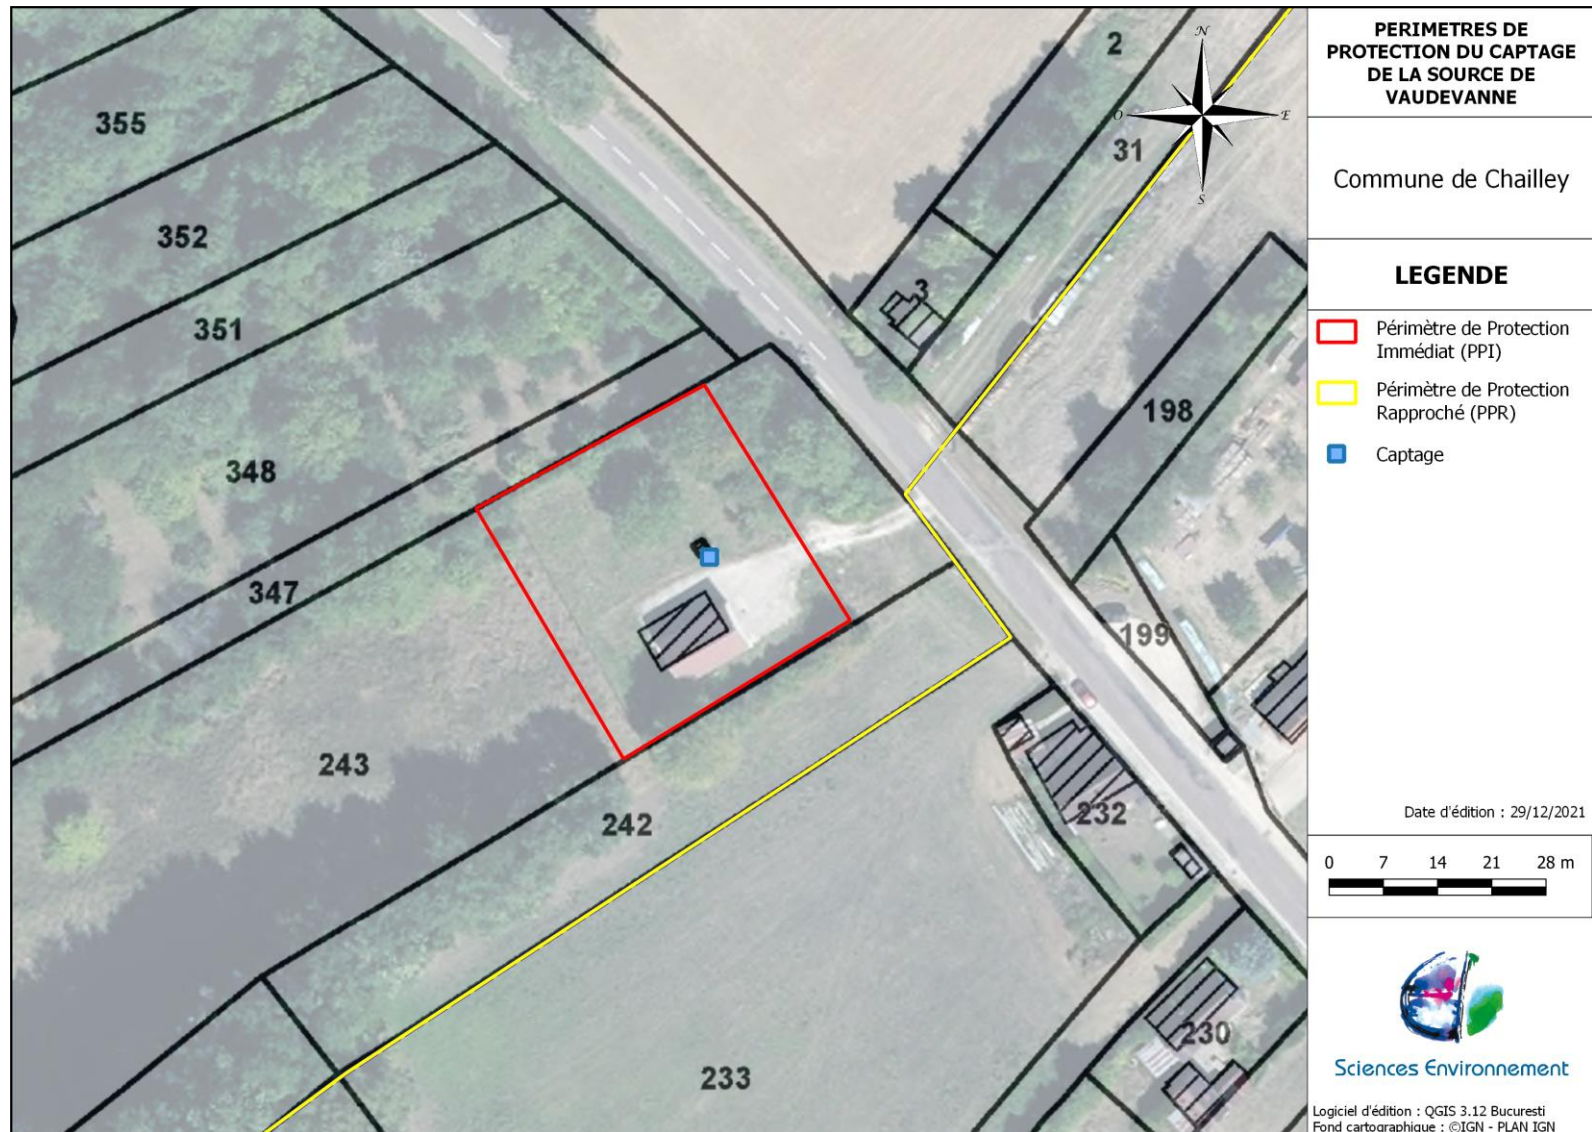 PERIMETRES DE
PROTECTION DU CAPTAGE
DE LA SOURCE DE
VAUDEVANNE
Commune de Chailley
LEGENDE
Périmètre de Protection
Immédiat (PPI)
Périmètre de Protection
Rapproché (PPR)
Captage
Date d'édition : 29/12/2021
0 7 14 21 28 m
Sciences Environnement
Logiciel d'édition : QGIS 3.12 Bucuresti
Fond cartographique : ©IGN - PLAN IGN
N
O E
S
2
31
355
352
3
351
198
348
347
199
243
242
232
230
233